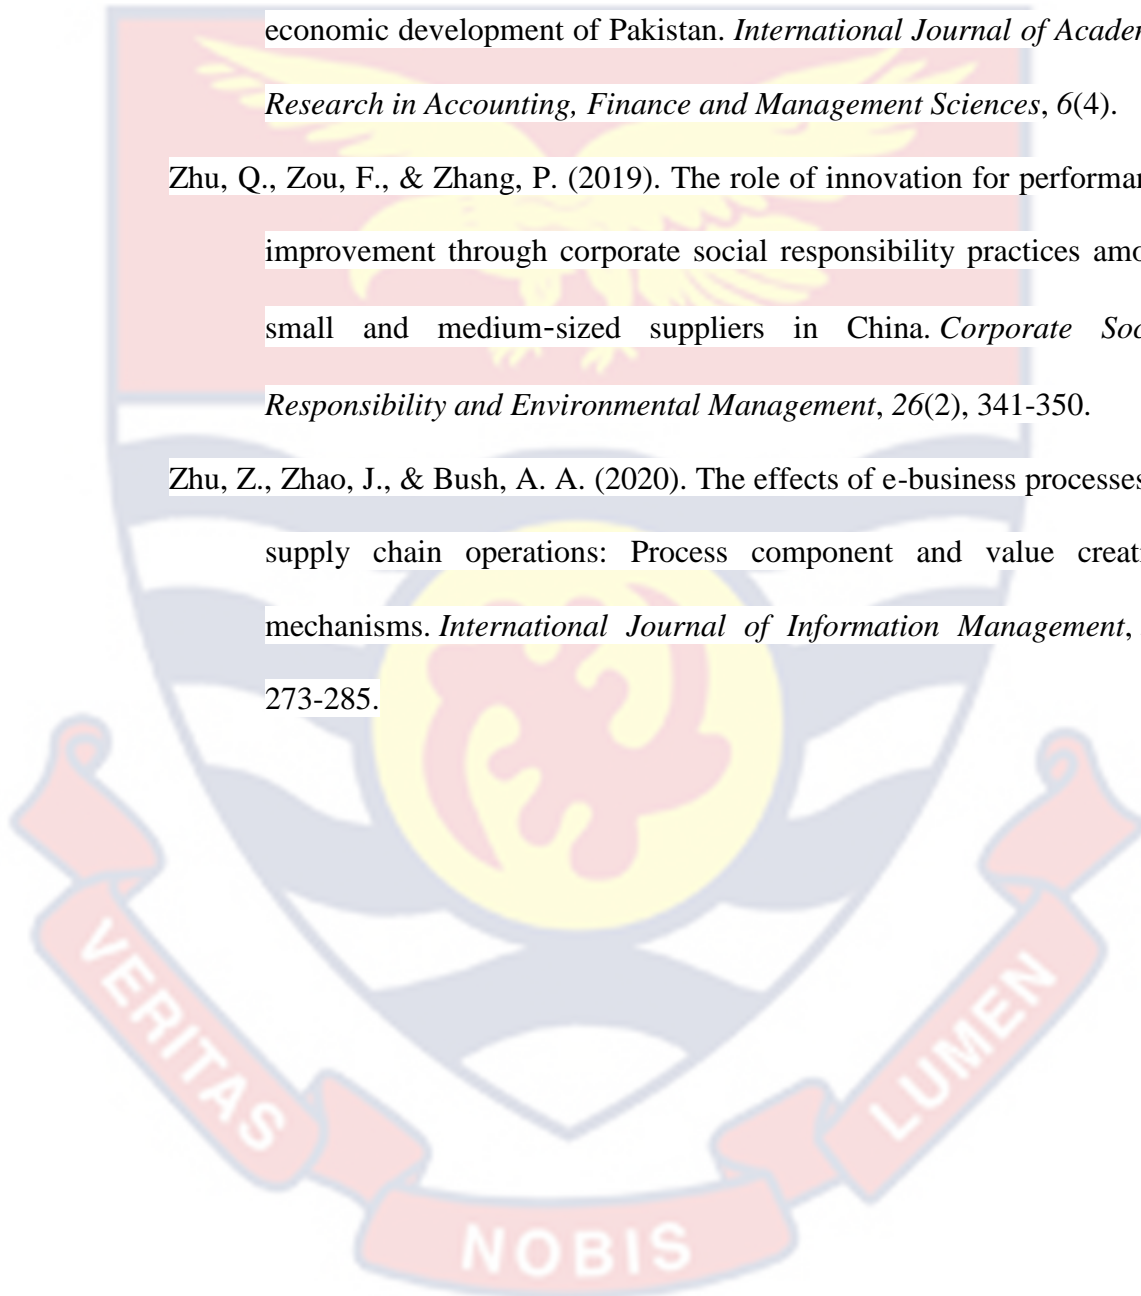 economic development of Pakistan. International Journal of Academ
Research in Accounting, Finance and Management Sciences, 6(4).
Zhu, Q., Zou, F., & Zhang, P. (2019). The role of innovation for performan
improvement through corporate social responsibility practices amo
small and medium-sized suppliers in China. Corporate Soc
Responsibility and Environmental Management, 26(2), 341-350.
Zhu, Z., Zhao, J., & Bush, A. A. (2020). The effects of e-business processes
supply chain operations: Process component and value creati
mechanisms. International Journal of Information Management,
273-285.
VERITAS
NOBIS
LUMEN